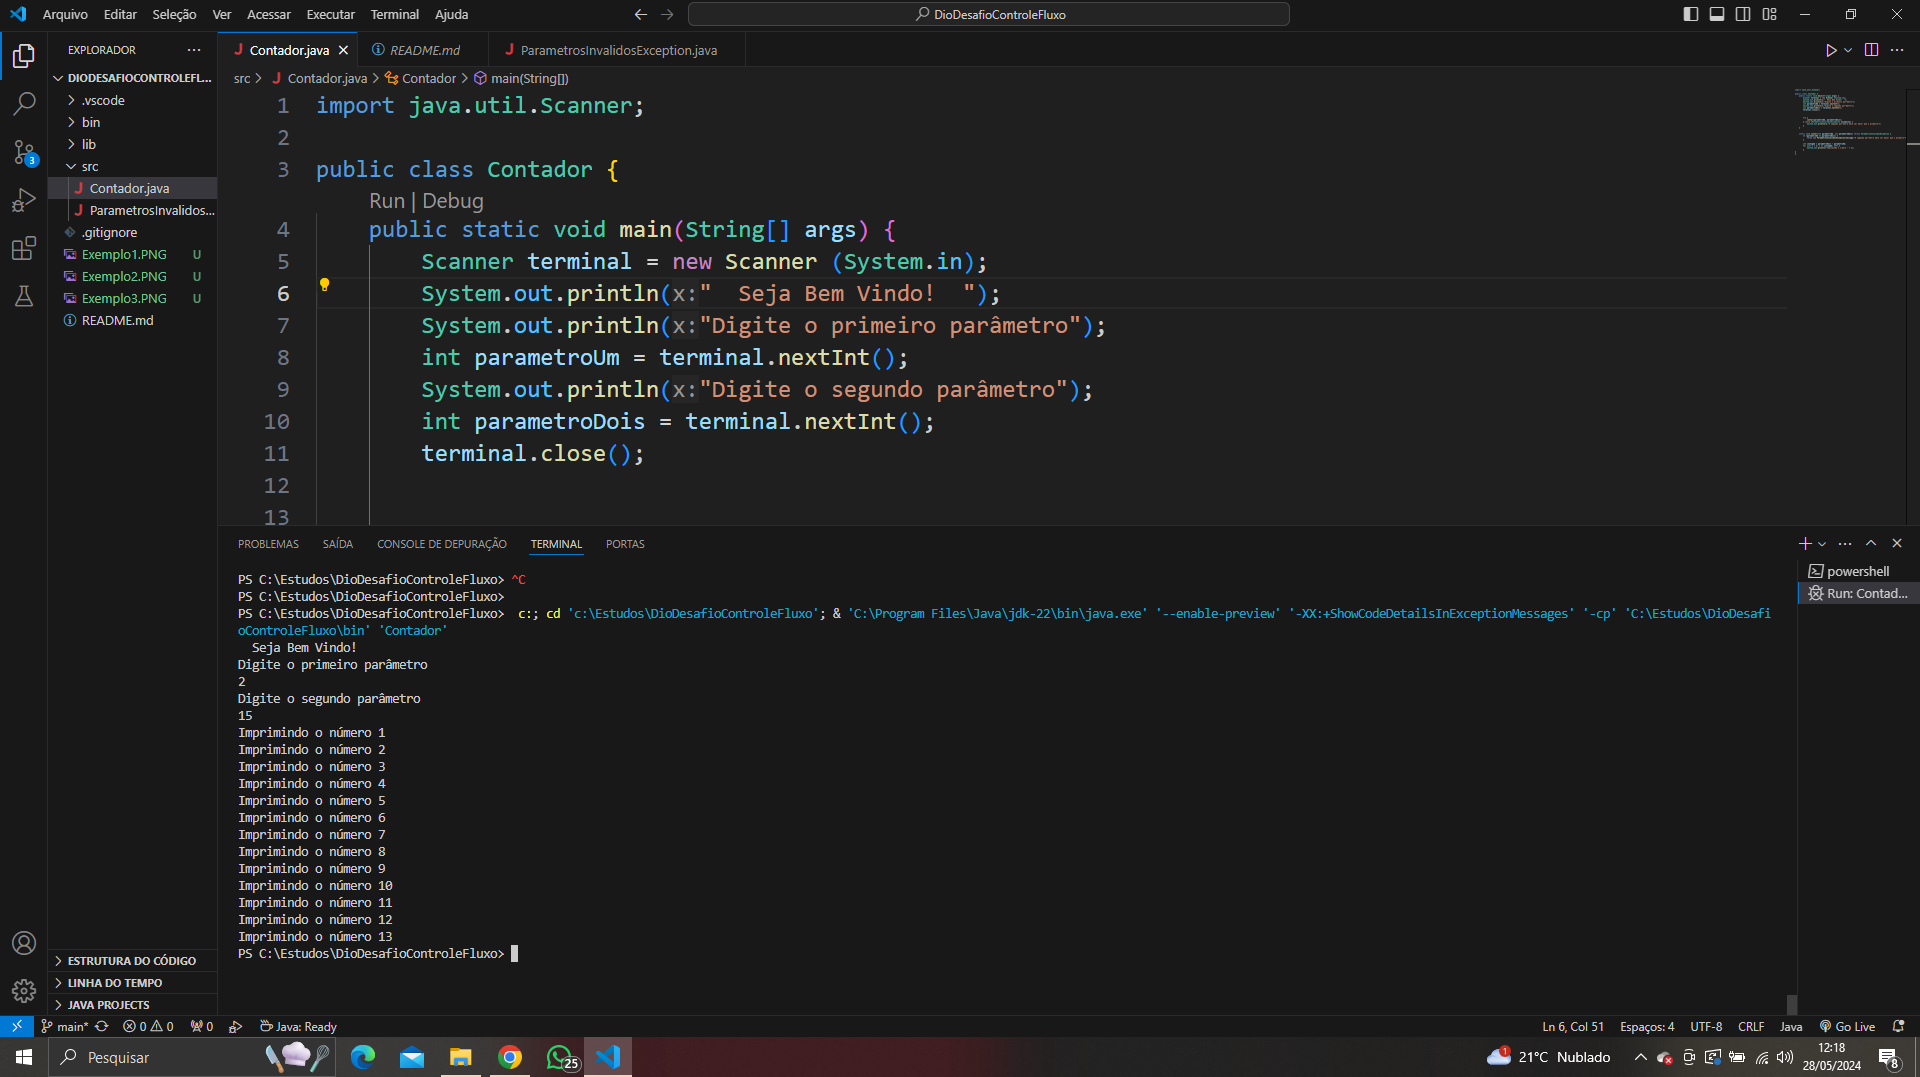 Arquivo Editar Seleção Ver Acessar Executar Terminal Ajuda
DioDesafioControleFluxo
EXPLORADOR
Contador.java
README.md
ParametrosInvalidosException.java
DIODESAFIOCONTROLEFL...
src > Contador.java > Contador > main(String[])
.vscode
bin
lib
src
Contador.java
ParametrosInvalidos...
.gitignore
Exemplo1.PNG U
Exemplo2.PNG U
Exemplo3.PNG U
README.md
3
1 import java.util.Scanner;
2
3 public class Contador {
Run | Debug
4 public static void main(String[] args) {
5 Scanner terminal = new Scanner (System.in);
6 System.out.println(x:"  Seja Bem Vindo!  ");
7 System.out.println(x:"Digite o primeiro parâmetro");
8 int parametroUm = terminal.nextInt();
9 System.out.println(x:"Digite o segundo parâmetro");
10 int parametroDois = terminal.nextInt();
11 terminal.close();
12
13
PROBLEMAS SAÍDA CONSOLE DE DEPURAÇÃO TERMINAL PORTAS
powershell
Run: Contad...
PS C:\Estudos\DioDesafioControleFluxo> ^C
PS C:\Estudos\DioDesafioControleFluxo>
PS C:\Estudos\DioDesafioControleFluxo>  c:; cd 'c:\Estudos\DioDesafioControleFluxo'; & 'C:\Program Files\Java\jdk-22\bin\java.exe' '--enable-preview' '-XX:+ShowCodeDetailsInExceptionMessages' '-cp' 'C:\Estudos\DioDesafi
oControleFluxo\bin' 'Contador'
  Seja Bem Vindo!
Digite o primeiro parâmetro
2
Digite o segundo parâmetro
15
Imprimindo o número 1
Imprimindo o número 2
Imprimindo o número 3
Imprimindo o número 4
Imprimindo o número 5
Imprimindo o número 6
Imprimindo o número 7
Imprimindo o número 8
Imprimindo o número 9
Imprimindo o número 10
Imprimindo o número 11
Imprimindo o número 12
Imprimindo o número 13
PS C:\Estudos\DioDesafioControleFluxo>
ESTRUTURA DO CÓDIGO
LINHA DO TEMPO
JAVA PROJECTS
main* 0 0 0 Java: Ready
Ln 6, Col 51 Espaços: 4 UTF-8 CRLF Java Go Live
Pesquisar
25
1 21°C Nublado
12:18
28/05/2024
8